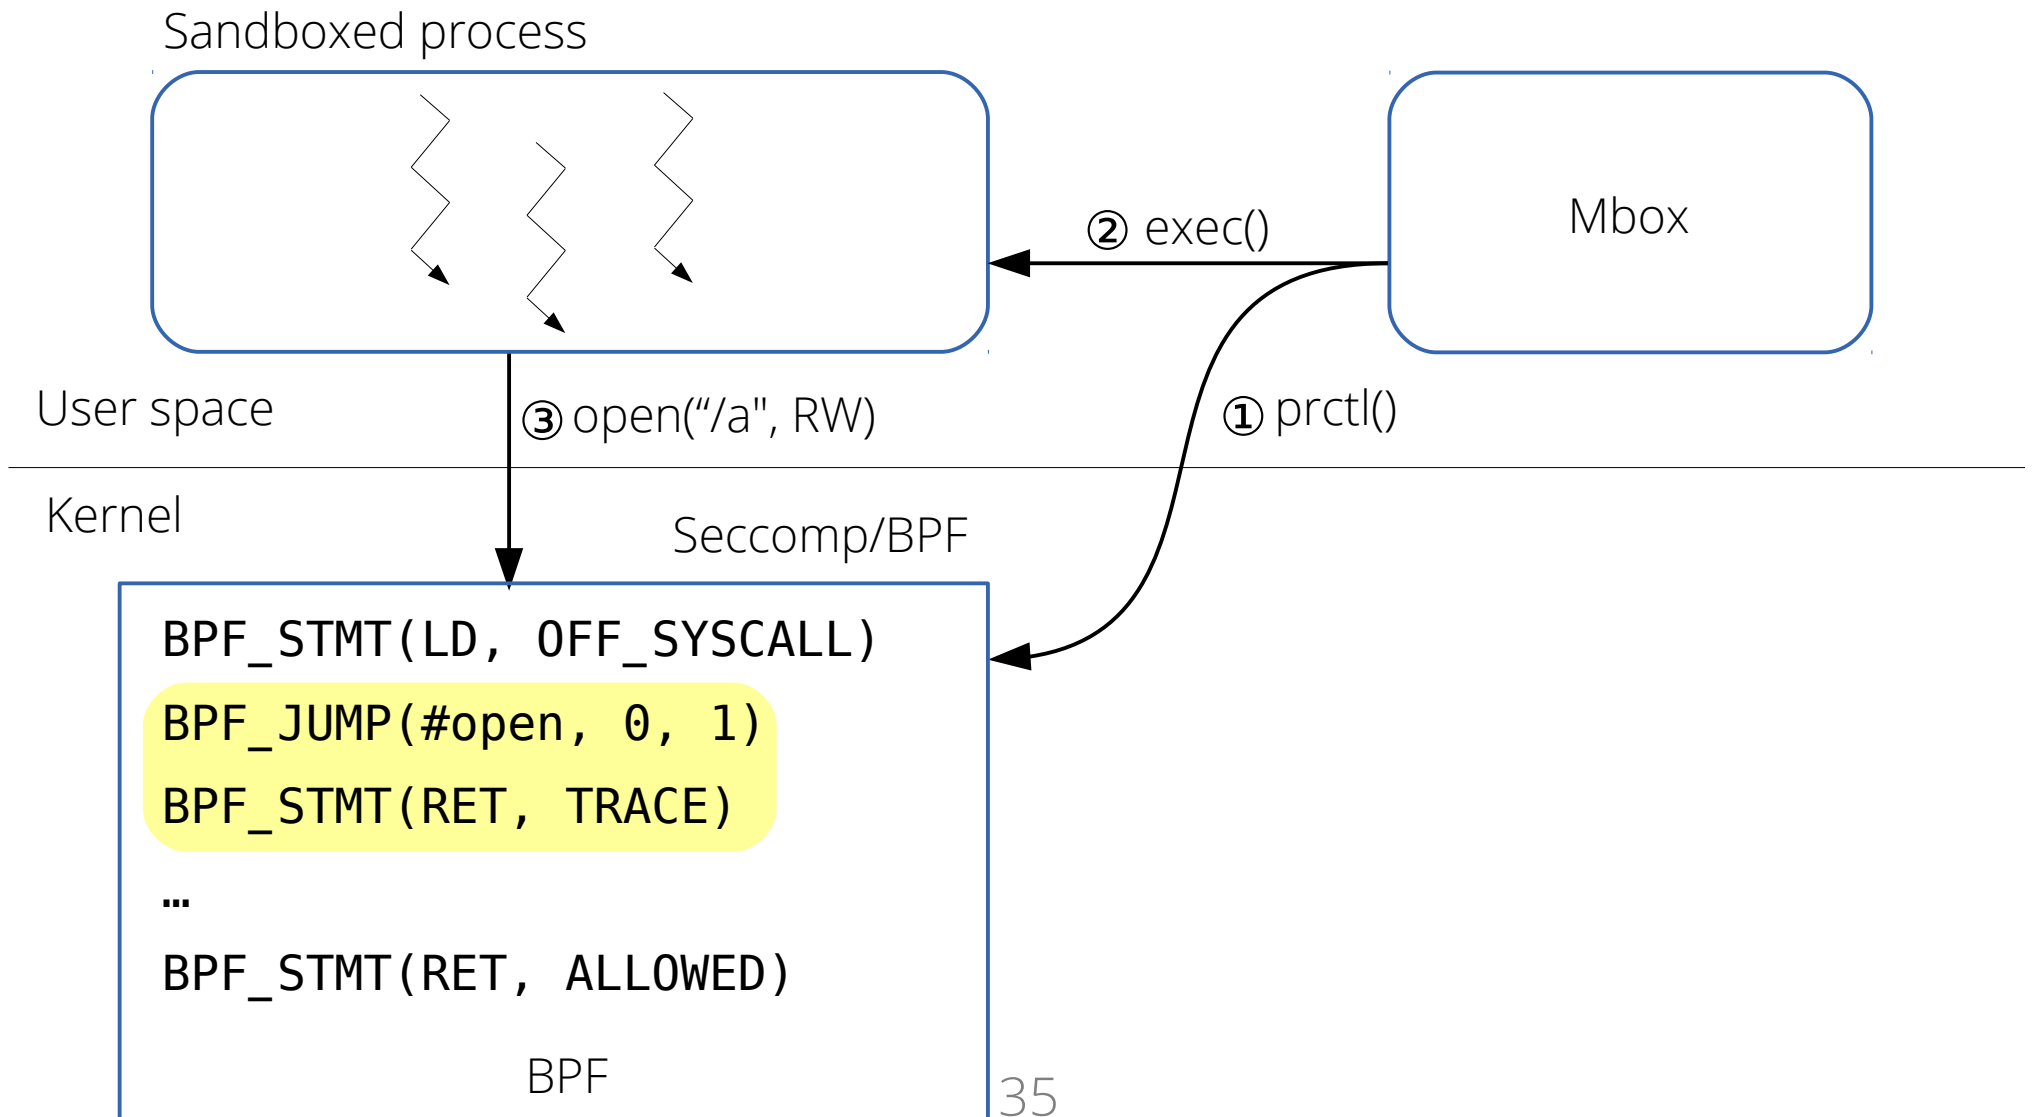 Sandboxed process
Mbox
② exec()
User space
③ open(“/a", RW)
① prctl()
Kernel
Seccomp/BPF
BPF_STMT(LD, OFF_SYSCALL)
BPF_JUMP(#open, 0, 1)
BPF_STMT(RET, TRACE)
…
BPF_STMT(RET, ALLOWED)
BPF
35